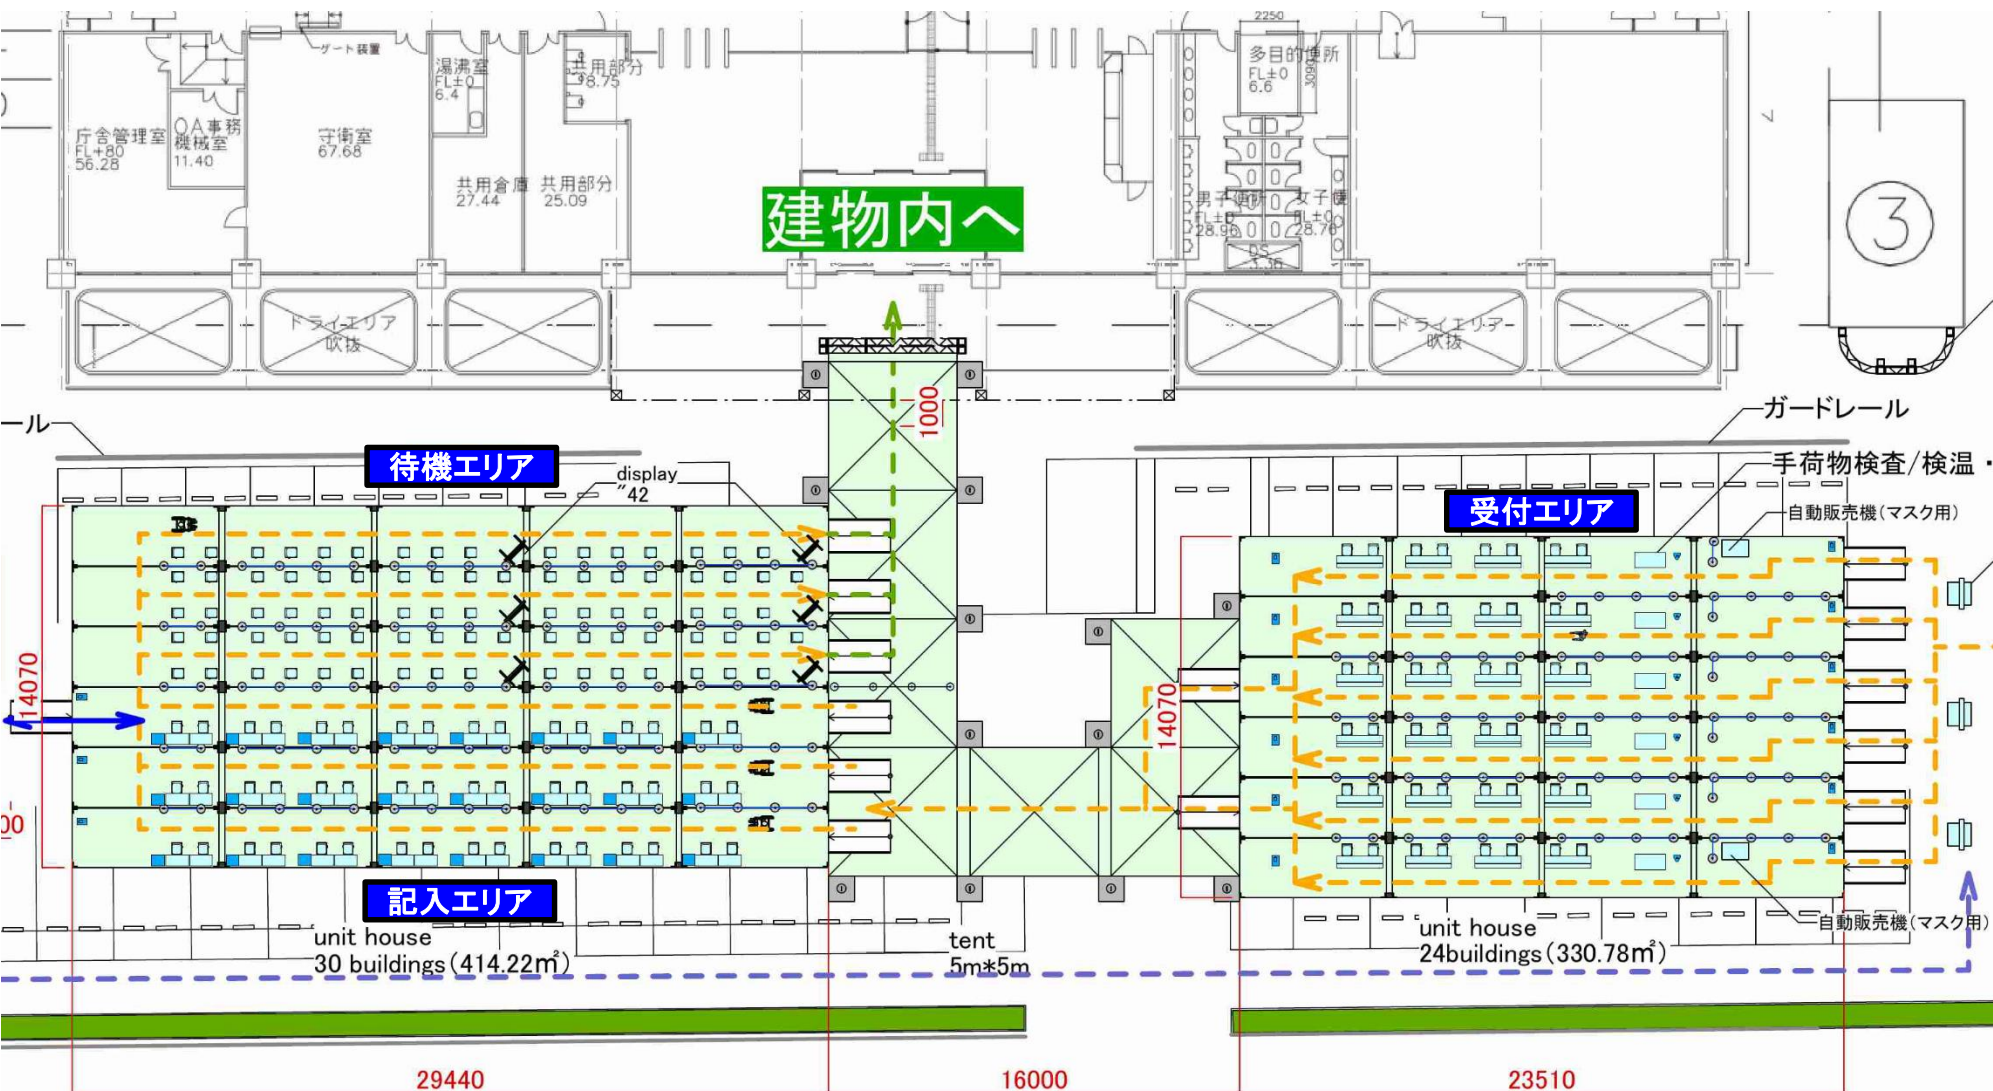 ゲート装置
2250
湯沸室
FL±0
6.4
共用部分
8.75
多目的便所
FL±0
6.6
3090
庁舎管理室
FL+80
56.28
OA事務
機械室
11.40
守衛室
67.68
共用倉庫
27.44
共用部分
25.09
建物内へ
男子便所
FL±0
28.96
女子便
FL±0
28.76
DS
3.36
3
ドライエリア
吹抜
ドライエリア
吹抜
1000
ール
ガードレール
待機エリア
display
"42
手荷物検査/検温・
受付エリア
自動販売機(マスク用)
14070
14070
00
記入エリア
unit house
30 buildings(414.22㎡)
tent
5m*5m
unit house
24buildings(330.78㎡)
自動販売機(マスク用)
29440
16000
23510